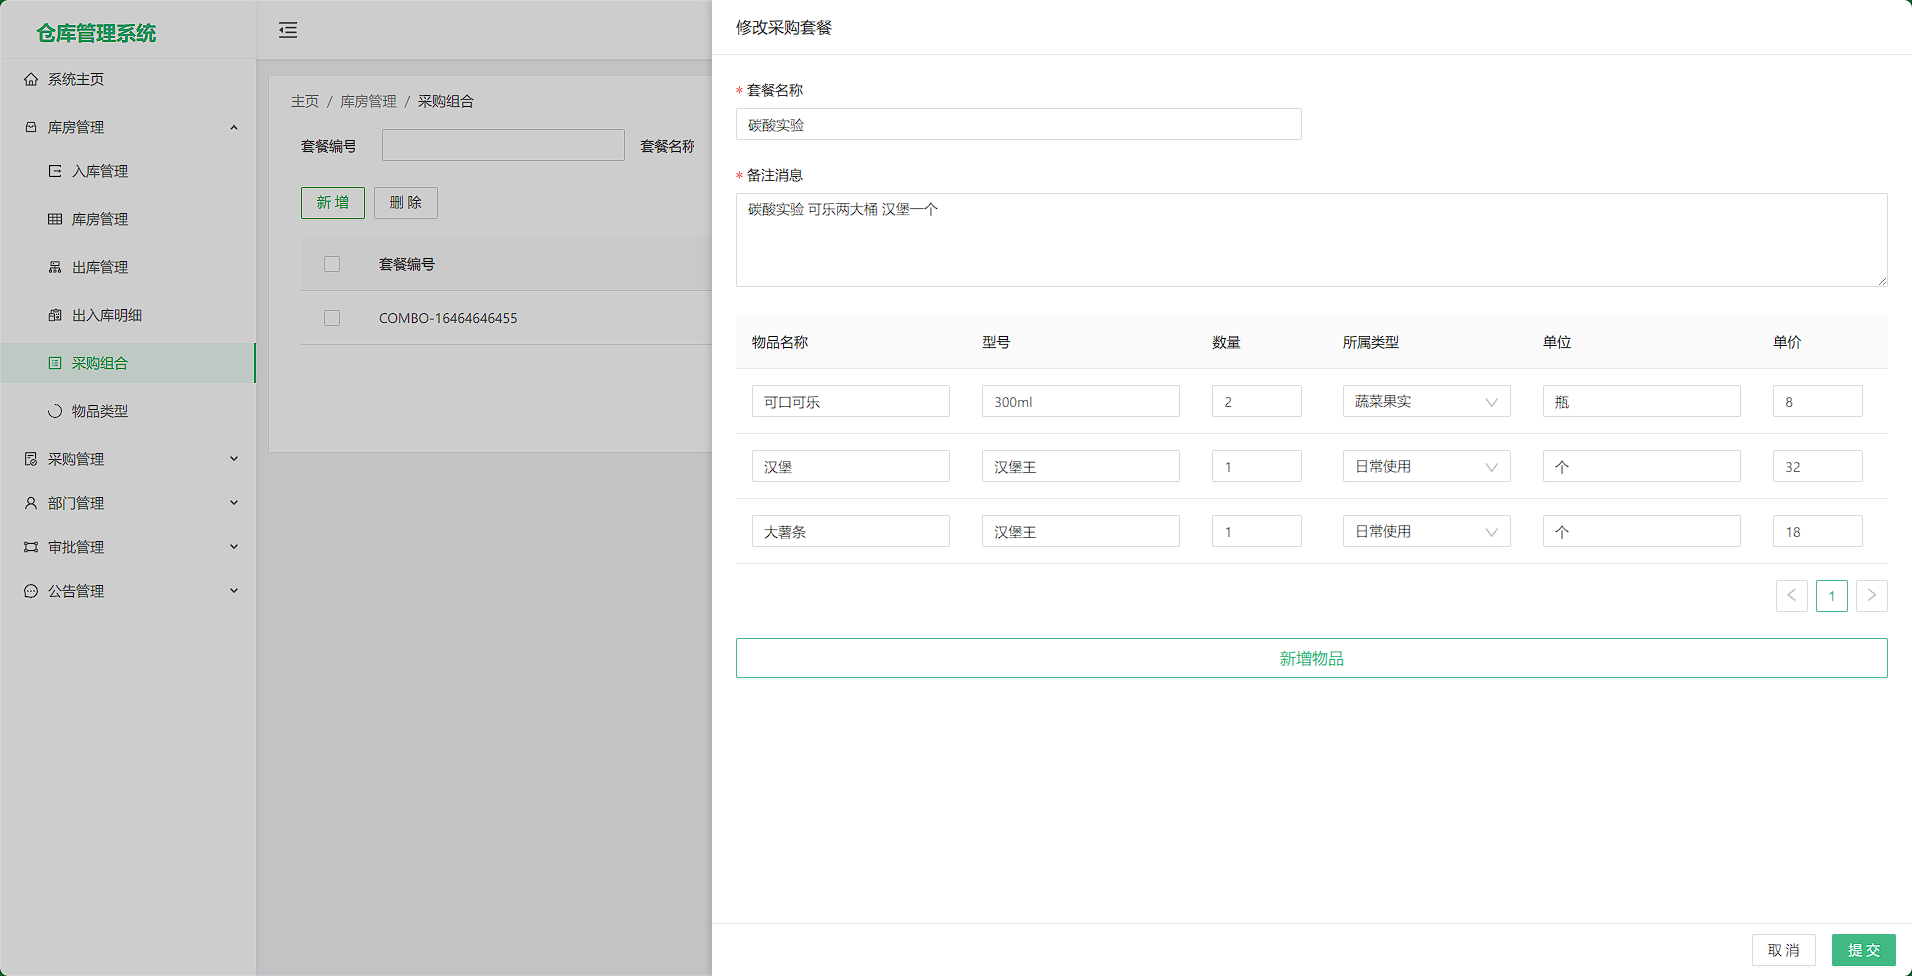 仓库管理系统
系统主页
库房管理
入库管理
库房管理
出库管理
出入库明细
采购组合
物品类型
采购管理
部门管理
审批管理
公告管理
主页 / 库房管理 / 采购组合
套餐编号 套餐名称
新 增 删 除
套餐编号
COMBO-16464646455
修改采购套餐
* 套餐名称
碳酸实验
* 备注消息
碳酸实验 可乐两大桶 汉堡一个
物品名称 型号 数量 所属类型 单位 单价
可口可乐 300ml 2 蔬菜果实 瓶 8
汉堡 汉堡王 1 日常使用 个 32
大薯条 汉堡王 1 日常使用 个 18
1
新增物品
取 消 提 交